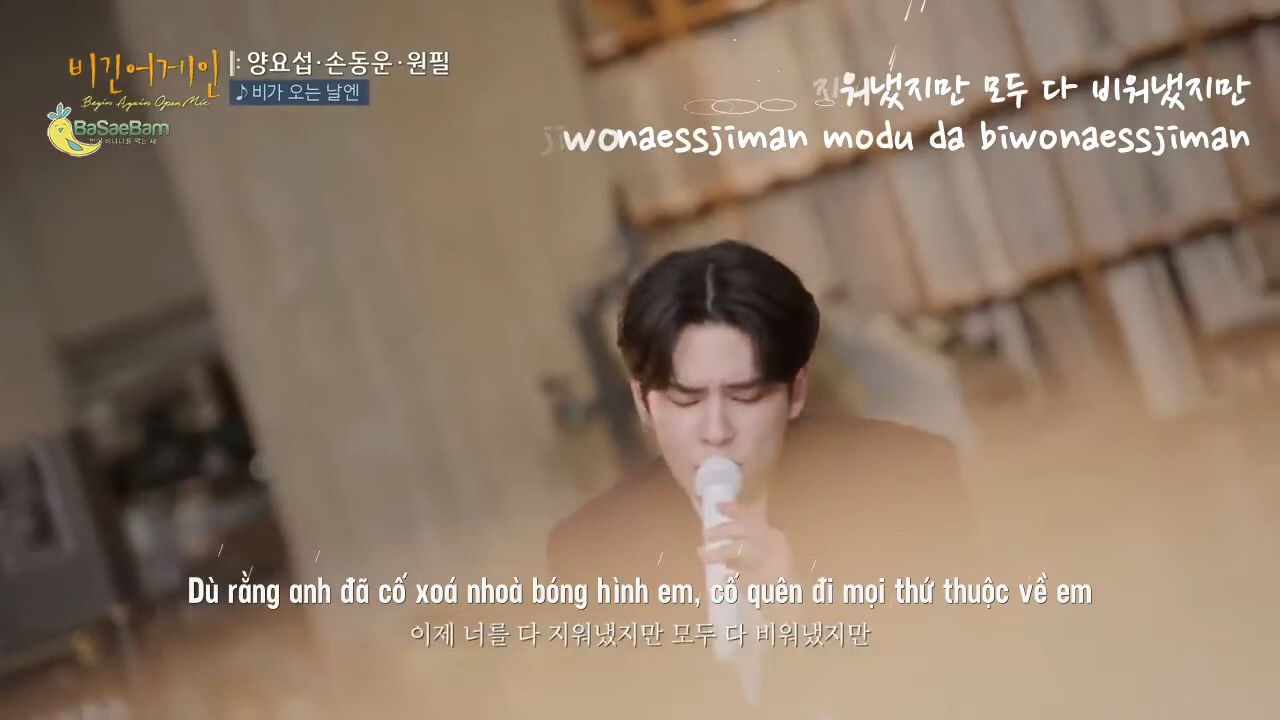 비긴어게인
Begin Again Open Mic
: 양요섭·손동운·원필
♪ 비가 오는 날엔
BaSaeBam
지워냈지만 모두 다 비워냈지만
jiwonaessjiman modu da biwonaessjiman
Dù rằng anh đã cố xoá nhoà bóng hình em, cố quên đi mọi thứ thuộc về em
이제 너를 다 지워냈지만 모두 다 비워냈지만